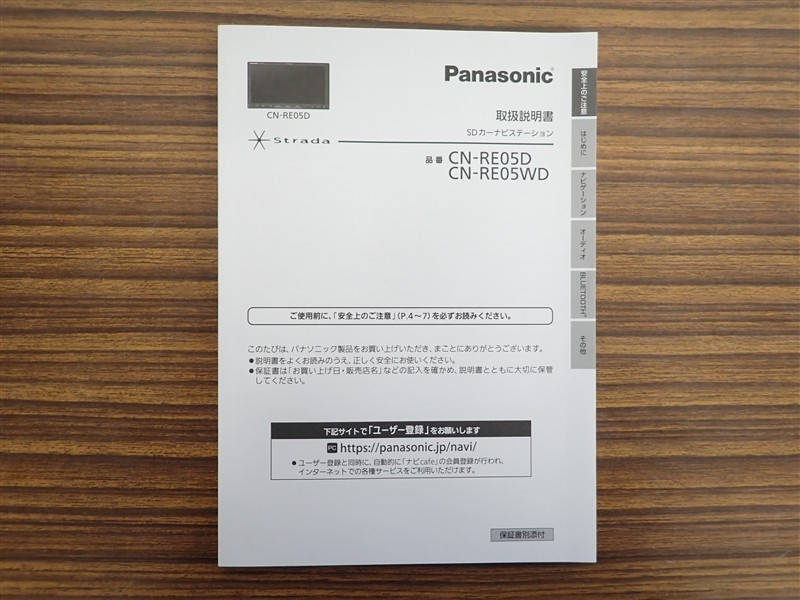 Panasonic
CN-RE05D
取扱説明書
SDカーナビステーション
Strada
品番 CN-RE05D
CN-RE05WD
安全上のご注意
はじめに
ナビゲーション
オーディオ
BLUETOOTH®
その他
ご使用前に、「安全上のご注意」(P.4～7)を必ずお読みください。
このたびは、パナソニック製品をお買い上げいただき、まことにありがとうございます。
●説明書をよくお読みのうえ、正しく安全にお使いください。
●保証書は「お買い上げ日・販売店名」などの記入を確かめ、説明書とともに大切に保管
してください。
下記サイトで「ユーザー登録」をお願いします
PC https://panasonic.jp/navi/
●ユーザー登録と同時に、自動的に「ナビcafe」の会員登録が行われ、
インターネットでの各種サービスをご利用いただけます。
保証書別添付